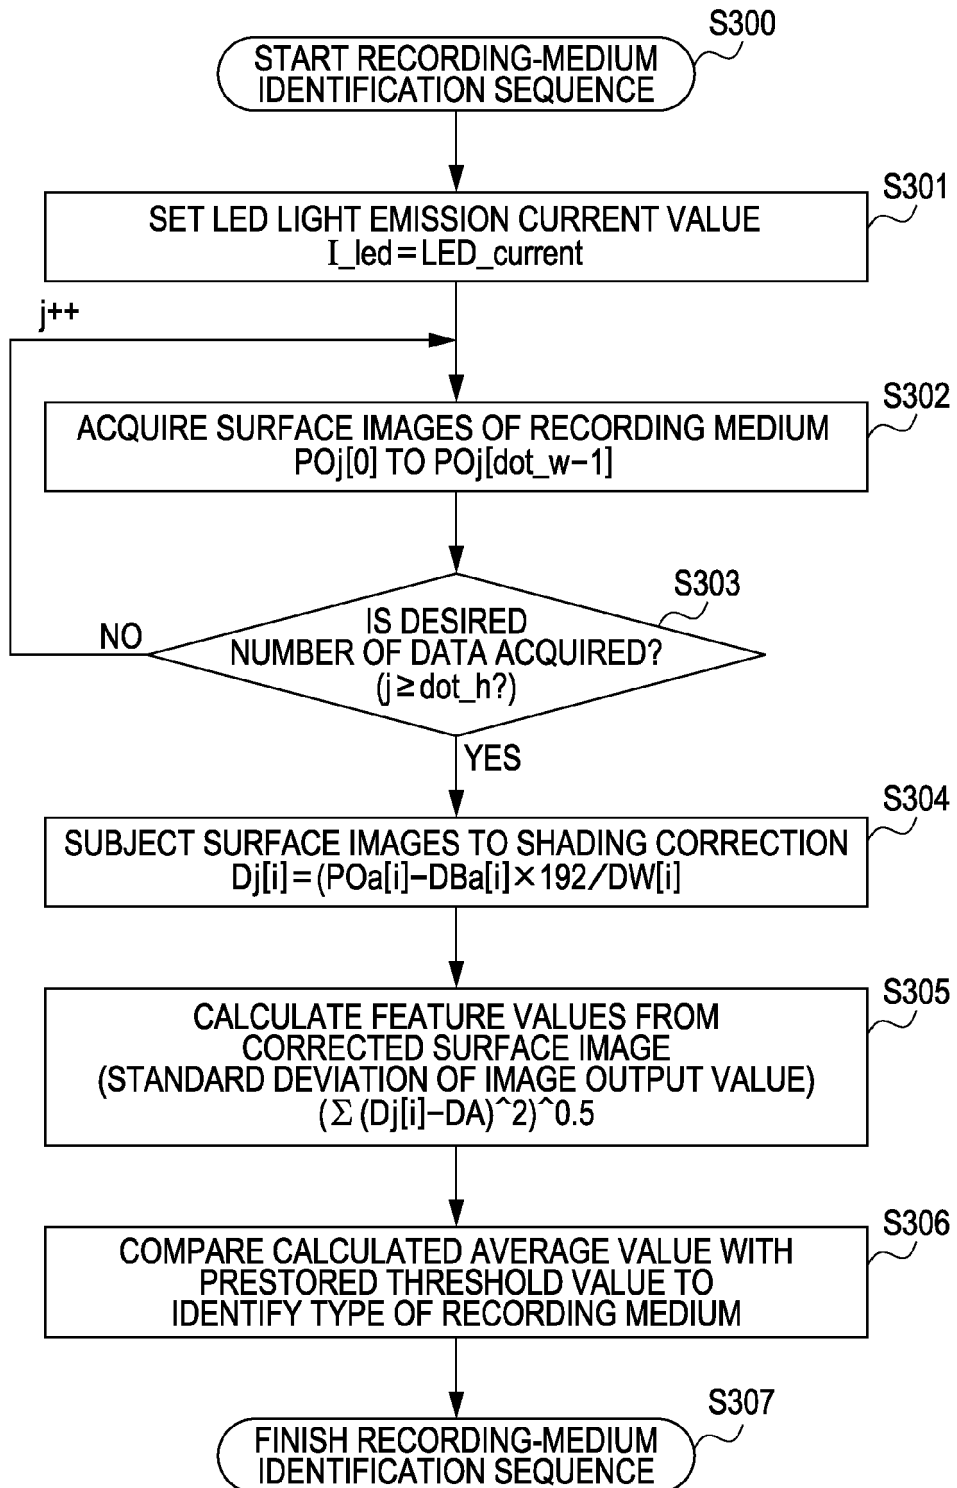 S300
START RECORDING-MEDIUM
IDENTIFICATION SEQUENCE
S301
SET LED LIGHT EMISSION CURRENT VALUE
I_led=LED_current
j++
S302
ACQUIRE SURFACE IMAGES OF RECORDING MEDIUM
POj[0] TO POj[dot_w−1]
S303
IS DESIRED
NUMBER OF DATA ACQUIRED?
(j≥dot_h?)
NO
YES
S304
SUBJECT SURFACE IMAGES TO SHADING CORRECTION
Dj[i]=(POa[i]−DBa[i]×192/DW[i]
S305
CALCULATE FEATURE VALUES FROM
CORRECTED SURFACE IMAGE
(STANDARD DEVIATION OF IMAGE OUTPUT VALUE)
(Σ(Dj[i]−DA)^2)^0.5
S306
COMPARE CALCULATED AVERAGE VALUE WITH
PRESTORED THRESHOLD VALUE TO
IDENTIFY TYPE OF RECORDING MEDIUM
S307
FINISH RECORDING-MEDIUM
IDENTIFICATION SEQUENCE